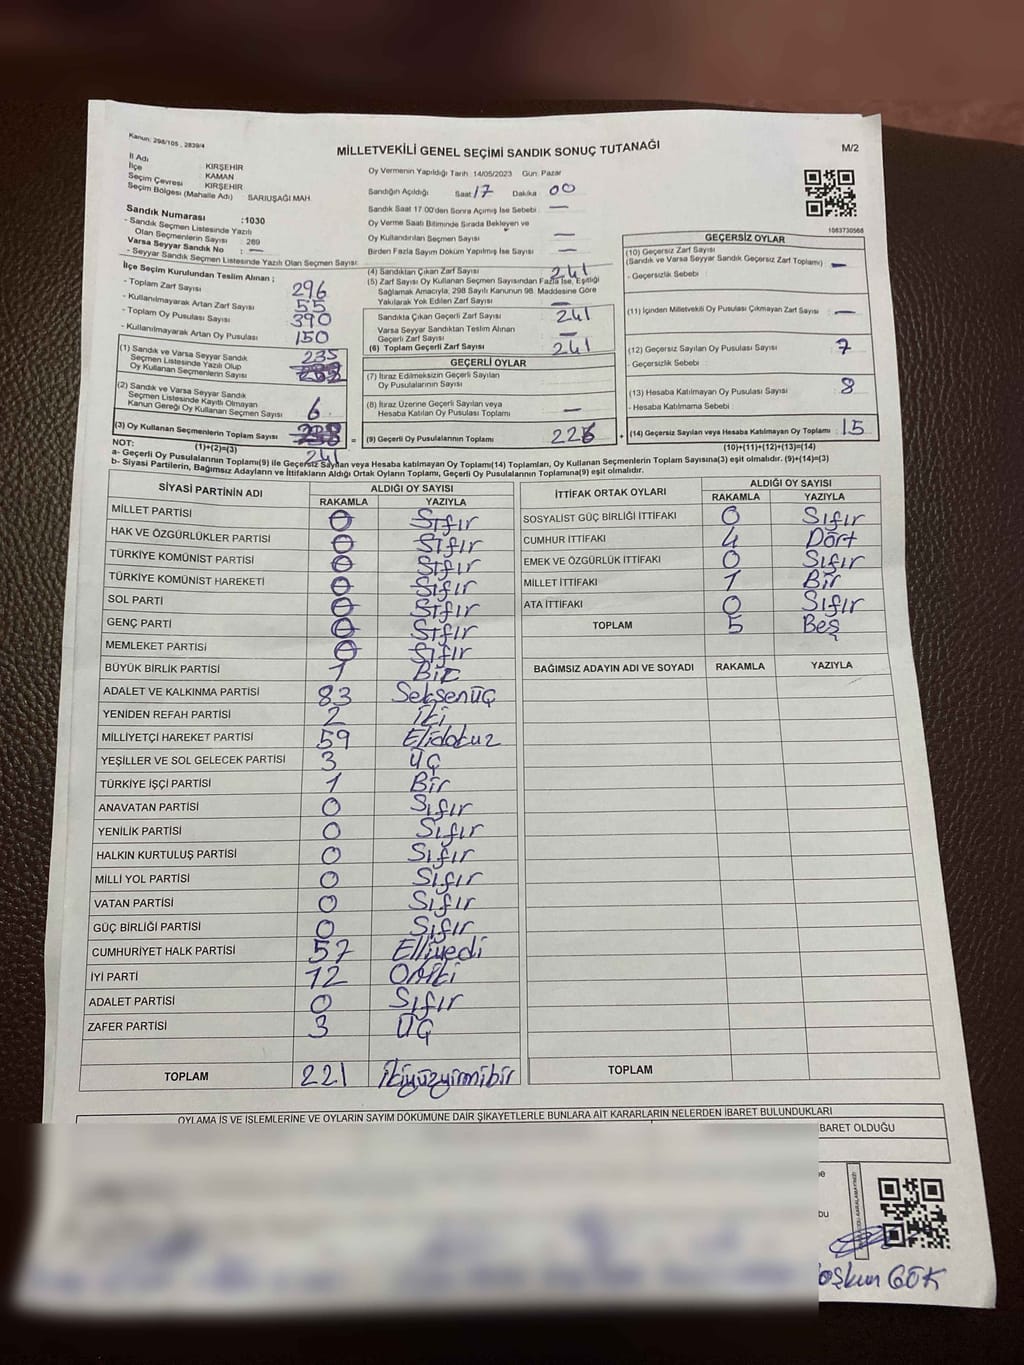 Kanun: 298/105 , 2839/4
MİLLETVEKİLİ GENEL SEÇİMİ SANDIK SONUÇ TUTANAĞI
M/2
İl Adı KIRŞEHİR
İlçe KAMAN
Seçim Çevresi KIRŞEHİR
Seçim Bölgesi (Mahalle Adı) SARIUŞAĞI MAH.
Sandık Numarası :1030
- Sandık Seçmen Listesinde Yazılı
Olan Seçmenlerin Sayısı : 269
Varsa Seyyar Sandık No : —
- Seyyar Sandık Seçmen Listesinde Yazılı Olan Seçmen Sayısı:
Oy Vermenin Yapıldığı Tarih 14/05/2023 Gün: Pazar
Sandığın Açıldığı Saat 17 Dakika 00
Sandık Saat 17:00'den Sonra Açımış İse Sebebi : —
Oy Verme Saati Bitiminde Sırada Bekleyen ve
Oy Kullandırılan Seçmen Sayısı —
Birden Fazla Sayım Döküm Yapılmış İse Sayısı —
1063730568
İlçe Seçim Kurulundan Teslim Alınan ;
- Toplam Zarf Sayısı 296
- Kullanılmayarak Artan Zarf Sayısı 55
- Toplam Oy Pusulası Sayısı 390
- Kullanılmayarak Artan Oy Pusulası 150
(1) Sandık ve Varsa Seyyar Sandık
Seçmen Listesinde Yazılı Olup
Oy Kullanan Seçmenlerin Sayısı 235
(2) Sandık ve Varsa Seyyar Sandık
Seçmen Listesinde Kayıtlı Olmayan
Kanun Gereği Oy Kullanan Seçmen Sayısı 6
(3) Oy Kullanan Seçmenlerin Toplam Sayısı 241
(1)+(2)=(3)
(4) Sandıktan Çıkan Zarf Sayısı 241
(5) Zarf Sayısı Oy Kullanan Seçmen Sayısından Fazla İse, Eşitliği
Sağlamak Amacıyla, 298 Sayılı Kanunun 98. Maddesine Göre
Yakılarak Yok Edilen Zarf Sayısı —
Sandıkta Çıkan Geçerli Zarf Sayısı 241
Varsa Seyyar Sandıktan Teslim Alınan
Geçerli Zarf Sayısı —
(6) Toplam Geçerli Zarf Sayısı 241
GEÇERLİ OYLAR
(7) İtiraz Edilmeksizin Geçerli Sayılan
Oy Pusulalarının Sayısı
(8) İtiraz Üzerine Geçerli Sayılan veya
Hesaba Katılan Oy Pusulası Toplamı —
= (9) Geçerli Oy Pusulalarının Toplamı 226
GEÇERSİZ OYLAR
(10) Geçersiz Zarf Sayısı
(Sandık ve Varsa Seyyar Sandık Geçersiz Zarf Toplamı) —
- Geçersizlik Sebebi :
(11) İçinden Milletvekili Oy Pusulası Çıkmayan Zarf Sayısı —
(12) Geçersiz Sayılan Oy Pusulası Sayısı 7
- Geçersizlik Sebebi :
(13) Hesaba Katılmayan Oy Pusulası Sayısı 8
- Hesaba Katılmama Sebebi
+ (14) Geçersiz Sayılan veya Hesaba Katılmayan Oy Toplamı 15
(10)+(11)+(12)+(13)=(14)
NOT:
a- Geçerli Oy Pusulalarının Toplamı(9) ile Geçersiz Sayılan veya Hesaba katılmayan Oy Toplamı(14) Toplamları, Oy Kullanan Seçmenlerin Toplam Sayısına(3) eşit olmalıdır. (9)+(14)=(3)
b- Siyasi Partilerin, Bağımsız Adayların ve İttifakların Aldığı Ortak Oyların Toplamı, Geçerli Oy Pusulalarının Toplamına(9) eşit olmalıdır.
SİYASİ PARTİNİN ADI ALDIĞI OY SAYISI
RAKAMLA YAZIYLA
MİLLET PARTİSİ 0 Sıfır
HAK VE ÖZGÜRLÜKLER PARTİSİ 0 Sıfır
TÜRKİYE KOMÜNİST PARTİSİ 0 Sıfır
TÜRKİYE KOMÜNİST HAREKETİ 0 Sıfır
SOL PARTİ 0 Sıfır
GENÇ PARTİ 0 Sıfır
MEMLEKET PARTİSİ 0 Sıfır
BÜYÜK BİRLİK PARTİSİ 1 Bir
ADALET VE KALKINMA PARTİSİ 83 Seksenüç
YENİDEN REFAH PARTİSİ 2 İki
MİLLİYETÇİ HAREKET PARTİSİ 59 Elidokuz
YEŞİLLER VE SOL GELECEK PARTİSİ 3 üç
TÜRKİYE İŞÇİ PARTİSİ 1 Bir
ANAVATAN PARTİSİ 0 Sıfır
YENİLİK PARTİSİ 0 Sıfır
HALKIN KURTULUŞ PARTİSİ 0 Sıfır
MİLLİ YOL PARTİSİ 0 Sıfır
VATAN PARTİSİ 0 Sıfır
GÜÇ BİRLİĞİ PARTİSİ 0 Sıfır
CUMHURİYET HALK PARTİSİ 57 Elliyedi
İYİ PARTİ 12 Oniki
ADALET PARTİSİ 0 Sıfır
ZAFER PARTİSİ 3 üç
TOPLAM 221 İkiyüzyirmibir
İTTİFAK ORTAK OYLARI ALDIĞI OY SAYISI
RAKAMLA YAZIYLA
SOSYALİST GÜÇ BİRLİĞİ İTTİFAKI 0 Sıfır
CUMHUR İTTİFAKI 4 Dört
EMEK VE ÖZGÜRLÜK İTTİFAKI 0 Sıfır
MİLLET İTTİFAKI 1 Bir
ATA İTTİFAKI 0 Sıfır
TOPLAM 5 Beş
BAĞIMSIZ ADAYIN ADI VE SOYADI RAKAMLA YAZIYLA
TOPLAM
OYLAMA İŞ VE İŞLEMLERİNE VE OYLARIN SAYIM DÖKÜMÜNE DAİR ŞİKAYETLERLE BUNLARA AİT KARARLARIN NELERDEN İBARET BULUNDUKLARI
BARET OLDUĞU
oşkun GÖK